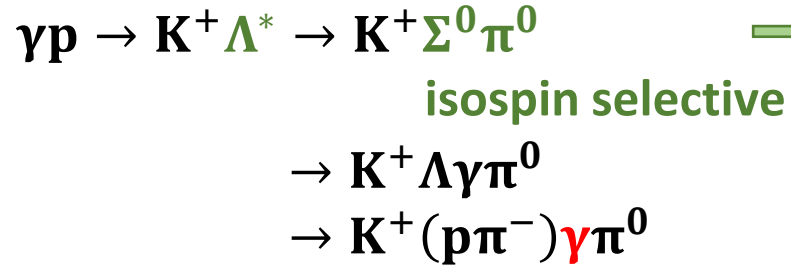 γp → K⁺Λ* → K⁺Σ⁰π⁰
isospin selective
→ K⁺Λγπ⁰
→ K⁺(pπ⁻)γπ⁰